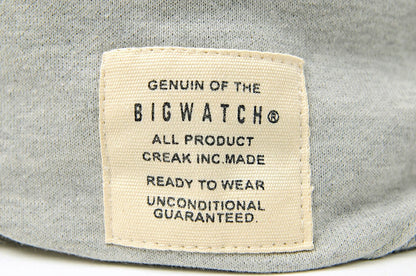 GENUIN OF THE
BIGWATCH®
ALL PRODUCT
CREAK INC.MADE
READY TO WEAR
UNCONDITIONAL
GUARANTEED.